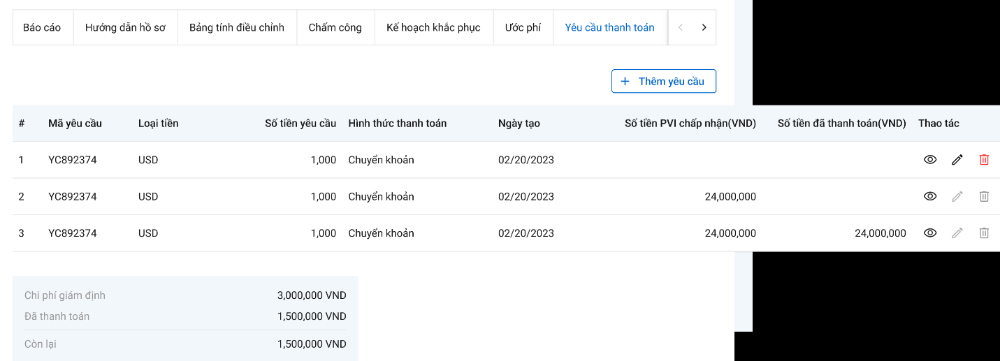 Báo cáo Hướng dẫn hồ sơ Bảng tính điều chỉnh Chấm công Kế hoạch khắc phục Ước phí Yêu cầu thanh toán
Thêm yêu cầu
# Mã yêu cầu Loại tiền Số tiền yêu cầu Hình thức thanh toán Ngày tạo Số tiền PVI chấp nhận(VND) Số tiền đã thanh toán(VND) Thao tác
1 YC892374 USD 1,000 Chuyển khoản 02/20/2023
2 YC892374 USD 1,000 Chuyển khoản 02/20/2023 24,000,000
3 YC892374 USD 1,000 Chuyển khoản 02/20/2023 24,000,000 24,000,000
Chi phí giám định 3,000,000 VND
Đã thanh toán 1,500,000 VND
Còn lại 1,500,000 VND